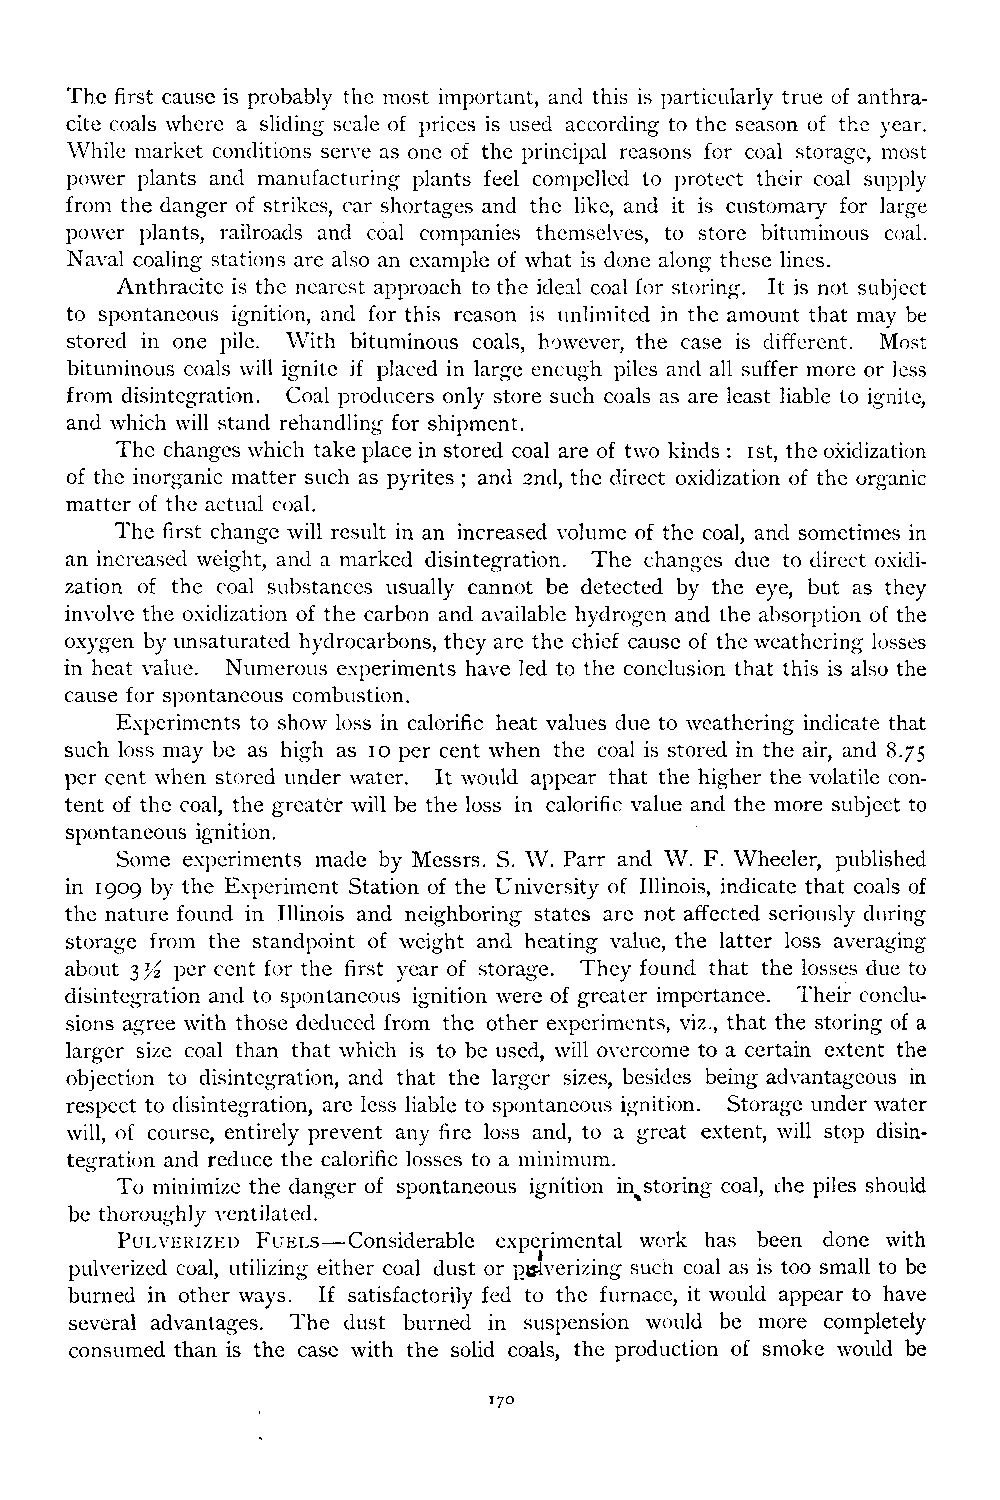 The first cause is probably the most important, and this is particularly true of anthra-
cite coals where a sliding scale of prices is used according to the season of the year.
While market conditions serve as one of the principal reasons for coal storage, most
power plants and manufacturing plants feel compelled to protect their coal supply
from the danger of strikes, car shortages and the like, and it is customary for large
power plants, railroads and coal companies themselves, to store bituminous coal.
Naval coaling stations are also an example of what is done along these lines.
Anthracite is the nearest approach to the ideal coal for storing. It is not subject
to spontaneous ignition, and for this reason is unlimited in the amount that may be
stored in one pile. With bituminous coals, however, the case is different. Most
bituminous coals will ignite if placed in large enough piles and all suffer more or less
from disintegration. Coal producers only store such coals as are least liable to ignite,
and which will stand rehandling for shipment.
The changes which take place in stored coal are of two kinds : 1st, the oxidization
of the inorganic matter such as pyrites ; and 2nd, the direct oxidization of the organic
matter of the actual coal.
The first change will result in an increased volume of the coal, and sometimes in
an increased weight, and a marked disintegration. The changes due to direct oxidi-
zation of the coal substances usually cannot be detected by the eye, but as they
involve the oxidization of the carbon and available hydrogen and the absorption of the
oxygen by unsaturated hydrocarbons, they are the chief cause of the weathering losses
in heat value. Numerous experiments have led to the conclusion that this is also the
cause for spontaneous combustion.
Experiments to show loss in calorific heat values due to weathering indicate that
such loss may be as high as 10 per cent when the coal is stored in the air, and 8.75
per cent when stored under water. It would appear that the higher the volatile con-
tent of the coal, the greater will be the loss in calorific value and the more subject to
spontaneous ignition.
Some experiments made by Messrs. S. W. Parr and W. F. Wheeler, published
in 1909 by the Experiment Station of the University of Illinois, indicate that coals of
the nature found in Illinois and neighboring states are not affected seriously during
storage from the standpoint of weight and heating value, the latter loss averaging
about 3½ per cent for the first year of storage. They found that the losses due to
disintegration and to spontaneous ignition were of greater importance. Their conclu-
sions agree with those deduced from the other experiments, viz., that the storing of a
larger size coal than that which is to be used, will overcome to a certain extent the
objection to disintegration, and that the larger sizes, besides being advantageous in
respect to disintegration, are less liable to spontaneous ignition. Storage under water
will, of course, entirely prevent any fire loss and, to a great extent, will stop disin-
tegration and reduce the calorific losses to a minimum.
To minimize the danger of spontaneous ignition in storing coal, the piles should
be thoroughly ventilated.
PULVERIZED FUELS—Considerable experimental work has been done with
pulverized coal, utilizing either coal dust or pulverizing such coal as is too small to be
burned in other ways. If satisfactorily fed to the furnace, it would appear to have
several advantages. The dust burned in suspension would be more completely
consumed than is the case with the solid coals, the production of smoke would be
170